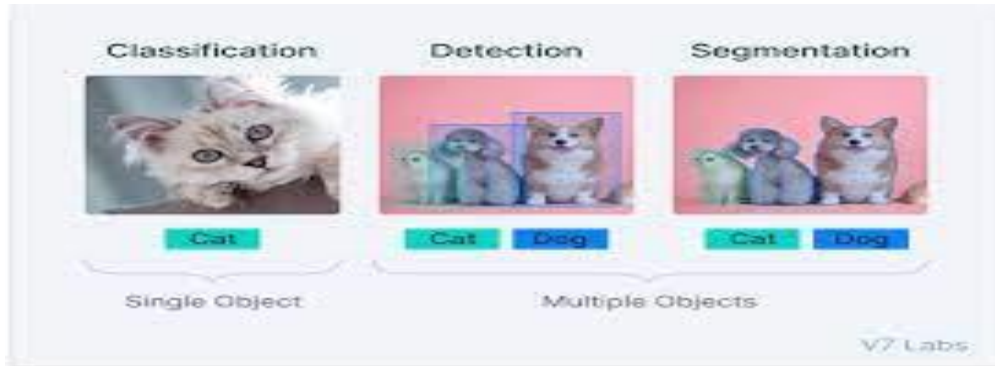 Classification Detection Segmentation
Cat Cat Dog Cat Dog
Single Object Multiple Objects
V7 Labs